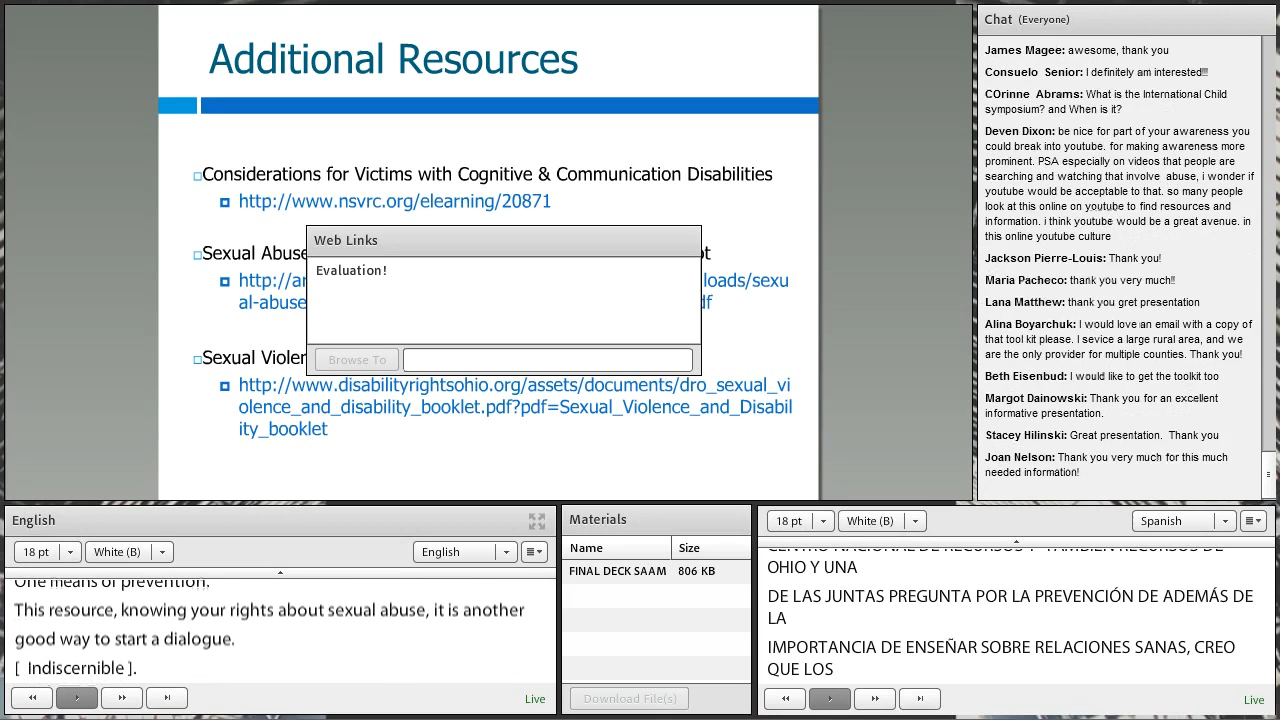 Additional Resources
Considerations for Victims with Cognitive & Communication Disabilities
http://www.nsvrc.org/elearning/20871
Sexual Abuse
http://ar
loads/sexu
al-abuse
df
Sexual Violen
http://www.disabilityrightsohio.org/assets/documents/dro_sexual_vi
olence_and_disability_booklet.pdf?pdf=Sexual_Violence_and_Disabil
ity_booklet
Web Links
Evaluation!
Browse To
Chat (Everyone)
James Magee: awesome, thank you
Consuelo Senior: I definitely am interested!!!
COrinne Abrams: What is the International Child
symposium? and When is it?
Deven Dixon: be nice for part of your awareness you
could break into youtube. for making awareness more
prominent. PSA especially on videos that people are
searching and watching that involve abuse, i wonder if
youtube would be acceptable to that. so many people
look at this online on youtube to find resources and
information. i think youtube would be a great avenue. in
this online youtube culture
Jackson Pierre-Louis: Thank you!
Maria Pacheco: thank you very much!!
Lana Matthew: thank you gret presentation
Alina Boyarchuk: I would love an email with a copy of
that tool kit please. I sevice a large rural area, and we
are the only provider for multiple counties. Thank you!
Beth Eisenbud: I would like to get the toolkit too
Margot Dainowski: Thank you for an excellent
informative presentation.
Stacey Hilinski: Great presentation. Thank you
Joan Nelson: Thank you very much for this much
needed information!
English
18 pt
White (B)
English
One means of prevention.
This resource, knowing your rights about sexual abuse, it is another
good way to start a dialogue.
[ Indiscernible ].
Live
Materials
Name Size
FINAL DECK SAAM 806 KB
Download File(s)
18 pt
White (B)
Spanish
CENTRO NACIONAL DE RECURSOS Y TAMBIÉN RECURSOS DE
OHIO Y UNA
DE LAS JUNTAS PREGUNTA POR LA PREVENCIÓN DE ADEMÁS DE
LA
IMPORTANCIA DE ENSEÑAR SOBRE RELACIONES SANAS, CREO
QUE LOS
Live